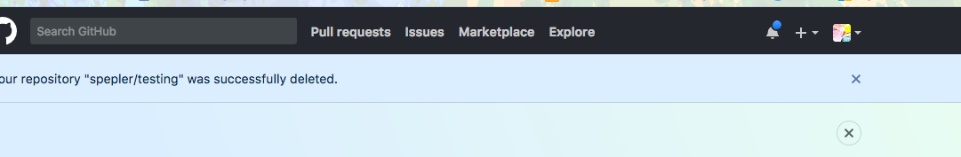 Search GitHub Pull requests Issues Marketplace Explore
our repository "spepler/testing" was successfully deleted.